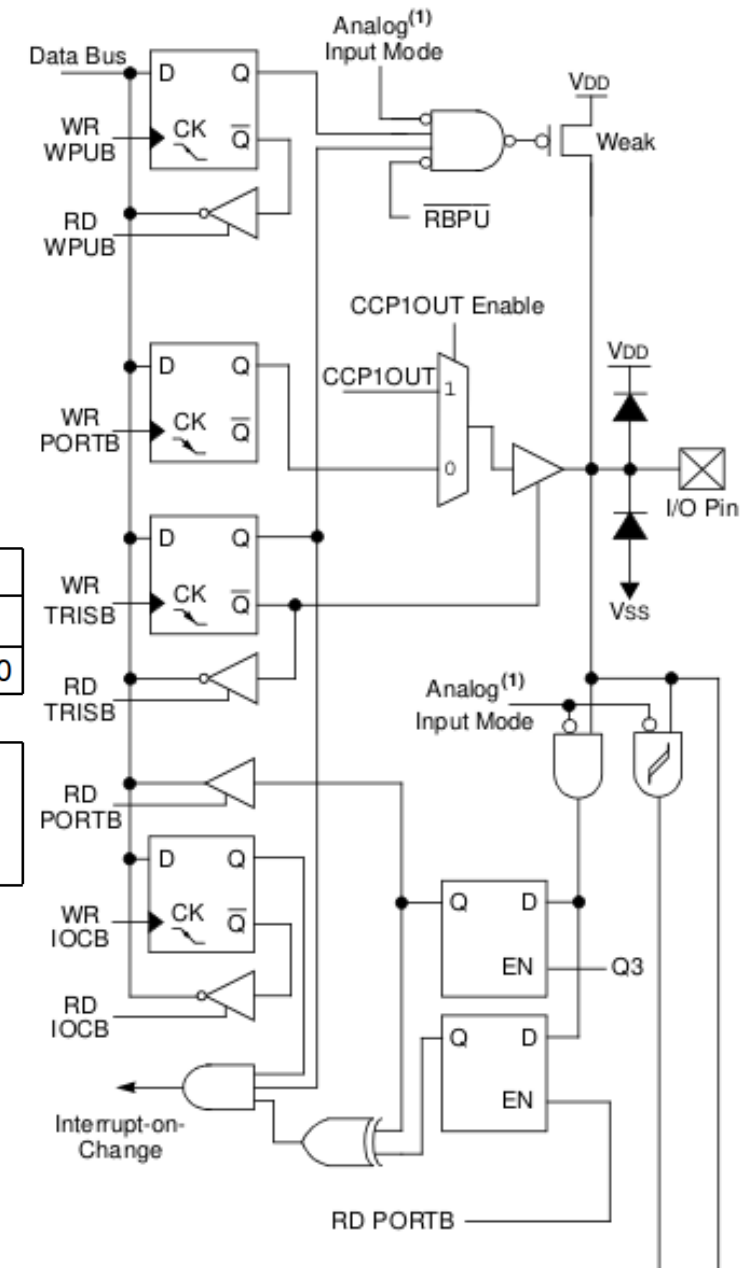 Analog(1)
Input Mode
Data Bus
D Q
WR
WPUB
CK Q̅
VDD
Weak
RD
WPUB
R̅B̅P̅U̅
CCP1OUT Enable
D Q
CCP1OUT
1
VDD
WR
PORTB
CK Q̅
0
I/O Pin
D Q
WR
TRISB
CK Q̅
VSS
0
RD
TRISB
Analog(1)
Input Mode
RD
PORTB
D Q
Q D
WR
IOCB
CK Q̅
EN
Q3
RD
IOCB
Q D
EN
Interrupt-on-
Change
RD PORTB